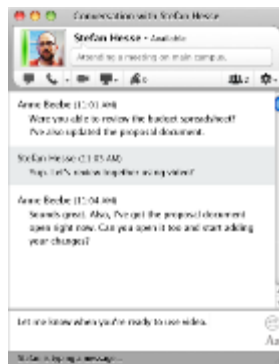 Conversation with Stefan Hesse
Stefan Hesse - Available
Attending a meeting on main campus.
Anne Beebe (11:01 AM)
Were you able to review the budget spreadsheet?
I've also updated the proposal document.
Stefan Hesse (11:03 AM)
Yup. Let's review together using video?
Anne Beebe (11:04 AM)
Sounds great. Also, I've got the proposal document
open right now. Can you open it too and start adding
your changes?
Let me know when you're ready to use video.
Stefan is typing a message...